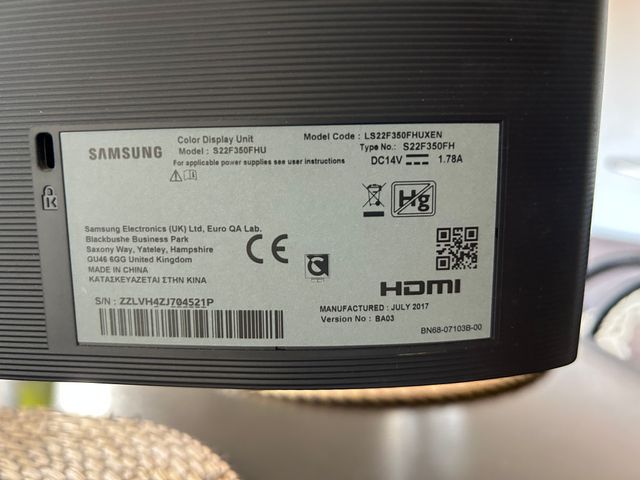 SAMSUNG
Color Display Unit
Model : S22F350FHU
Model Code : LS22F350FHUXEN
Type No.: S22F350FH
For applicable power supplies see user instructions
DC14V 1.78A
Samsung Electronics (UK) Ltd, Euro QA Lab.
Blackbushe Business Park
Saxony Way, Yateley, Hampshire
GU46 6GG United Kingdom
MADE IN CHINA
ΚΑΤΑΣΚΕΥΑΖΕΤΑΙ ΣΤΗΝ ΚΙΝΑ
CE
Hg
HDMI
S/N : ZZLVH4ZJ704521P
MANUFACTURED : JULY 2017
Version No : BA03
BN68-07103B-00
K